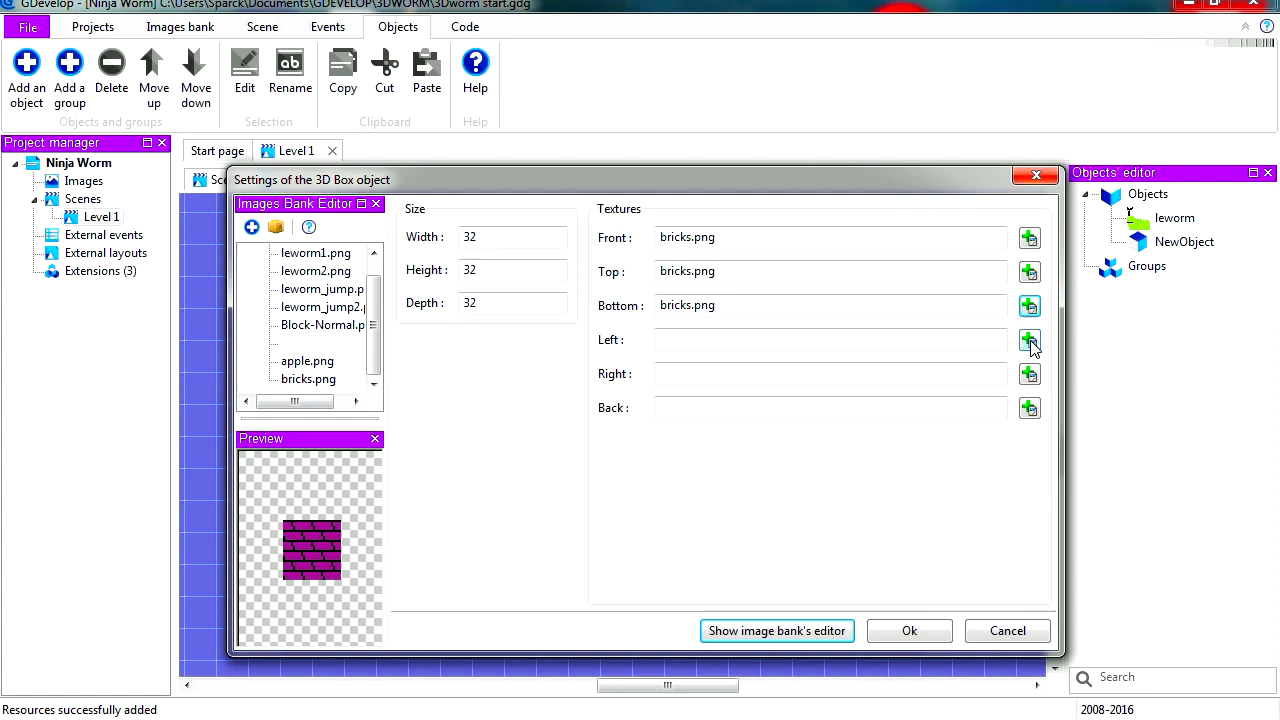 GDevelop - [Ninja Worm] C:\Users\Sparck\Documents\GDEVELOP\3DWORM\3Dworm start.gdg
File Projects Images bank Scene Events Objects Code
Add an object Add a group Delete Move up Move down Edit Rename Copy Cut Paste Help
Objects and groups Selection Clipboard Help
Project manager
Ninja Worm
Images
Scenes
Level 1
External events
External layouts
Extensions (3)
Start page Level 1
Sc
Settings of the 3D Box object
Images Bank Editor
leworm1.png
leworm2.png
leworm_jump.p
leworm_jump2.
Block-Normal.p
apple.png
bricks.png
Preview
Size
Width : 32
Height : 32
Depth : 32
Textures
Front : bricks.png
Top : bricks.png
Bottom : bricks.png
Left :
Right :
Back :
Show image bank's editor Ok Cancel
Objects' editor
Objects
leworm
NewObject
Groups
Search
Resources successfully added
2008-2016